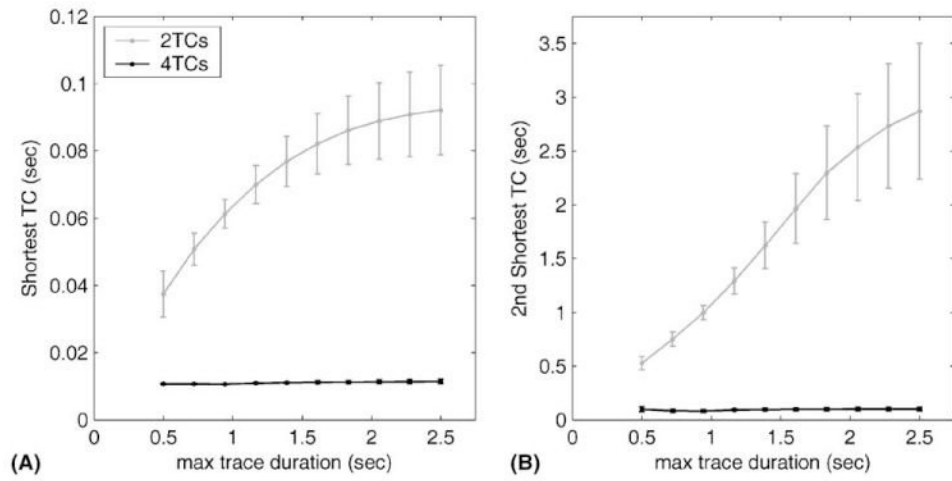 0.12
0.1
0.08
0.06
0.04
0.02
0
Shortest TC (sec)
2TCs
4TCs
0 0.5 1 1.5 2 2.5
max trace duration (sec)
(A)
3.5
3
2.5
2
1.5
1
0.5
0
2nd Shortest TC (sec)
0 0.5 1 1.5 2 2.5
max trace duration (sec)
(B)